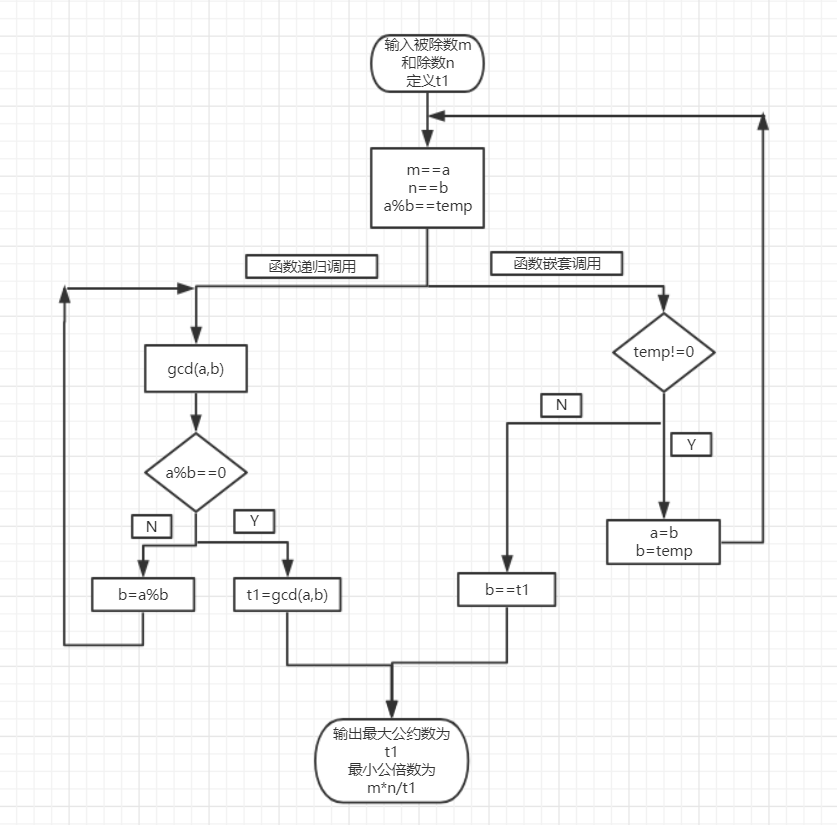 输入被除数m
和除数n
定义t1
m==a
n==b
a%b==temp
函数递归调用
函数嵌套调用
gcd(a,b)
temp!=0
N
Y
a%b==0
N
Y
a=b
b=temp
b=a%b
t1=gcd(a,b)
b==t1
输出最大公约数为
t1
最小公倍数为
m*n/t1